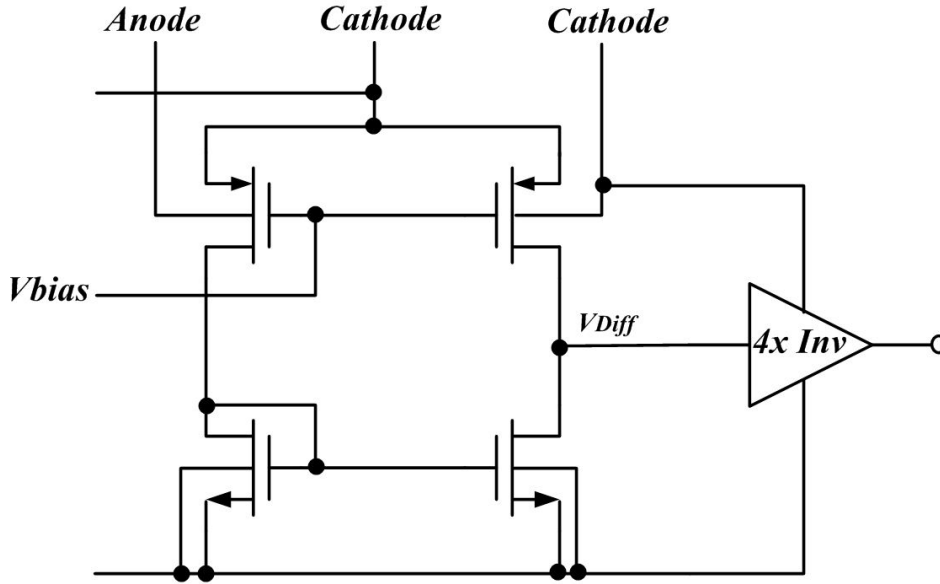 Anode
Cathode
Cathode
Vbias
VDiff
4x Inv